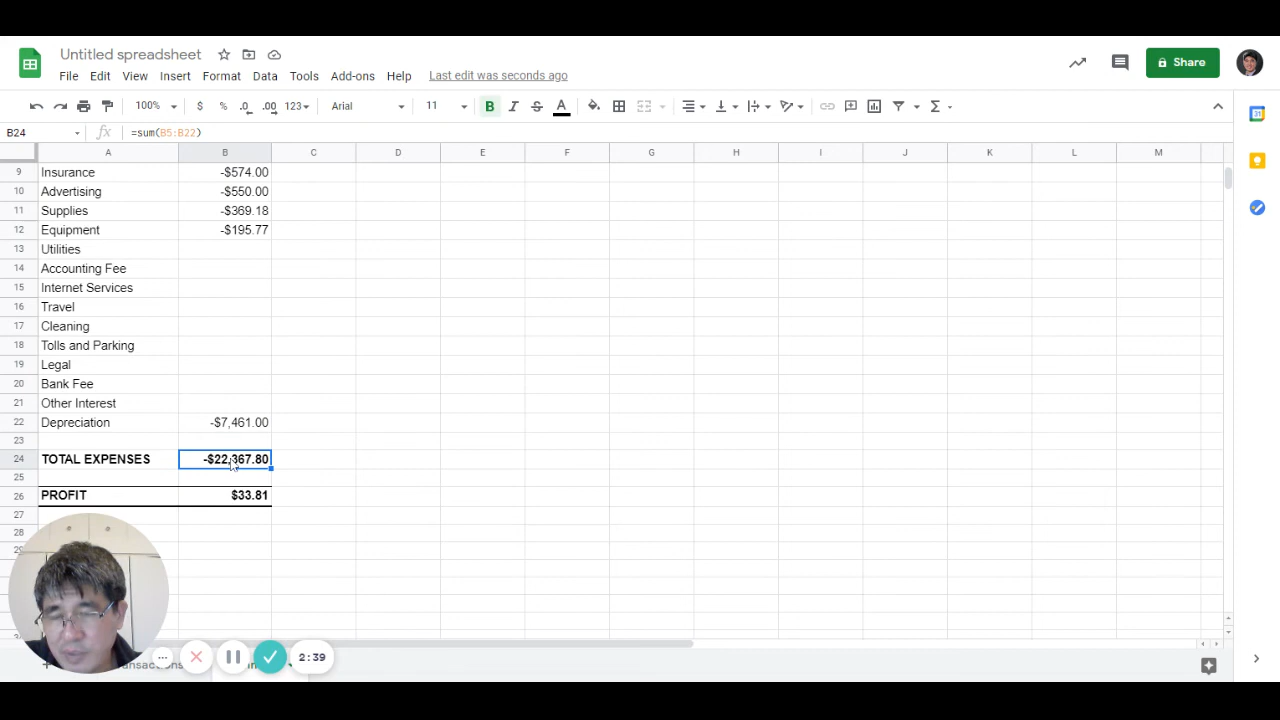 Untitled spreadsheet
File Edit View Insert Format Data Tools Add-ons Help Last edit was seconds ago
Share
100% $ % .0 .00 123 Arial 11 B I S A
B24 fx =sum(B5:B22)
A B C D E F G H I J K L M
9 Insurance -$574.00
10 Advertising -$550.00
11 Supplies -$369.18
12 Equipment -$195.77
13 Utilities
14 Accounting Fee
15 Internet Services
16 Travel
17 Cleaning
18 Tolls and Parking
19 Legal
20 Bank Fee
21 Other Interest
22 Depreciation -$7,461.00
23
24 TOTAL EXPENSES -$22,367.80
25
26 PROFIT $33.81
27
28
31
2:39